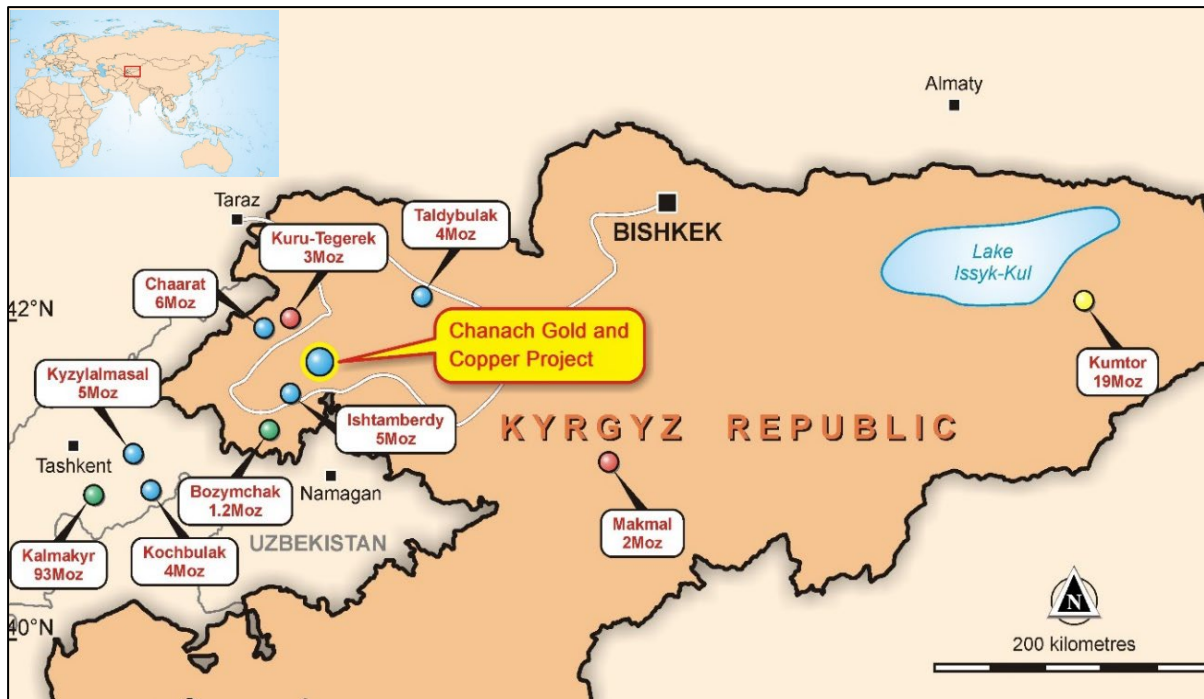 Almaty
Taraz
Taldybulak
4Moz
BISHKEK
Kuru-Tegerek
3Moz
Lake
Issyk-Kul
Chaarat
6Moz
42°N
Chanach Gold and
Copper Project
Kumtor
19Moz
Kyzylalmasal
5Moz
Ishtamberdy
5Moz
KYRGYZ REPUBLIC
Tashkent
Namagan
Bozymchak
1.2Moz
Makmal
2Moz
UZBEKISTAN
Kalmakyr
93Moz
Kochbulak
4Moz
N
40°N
200 kilometres